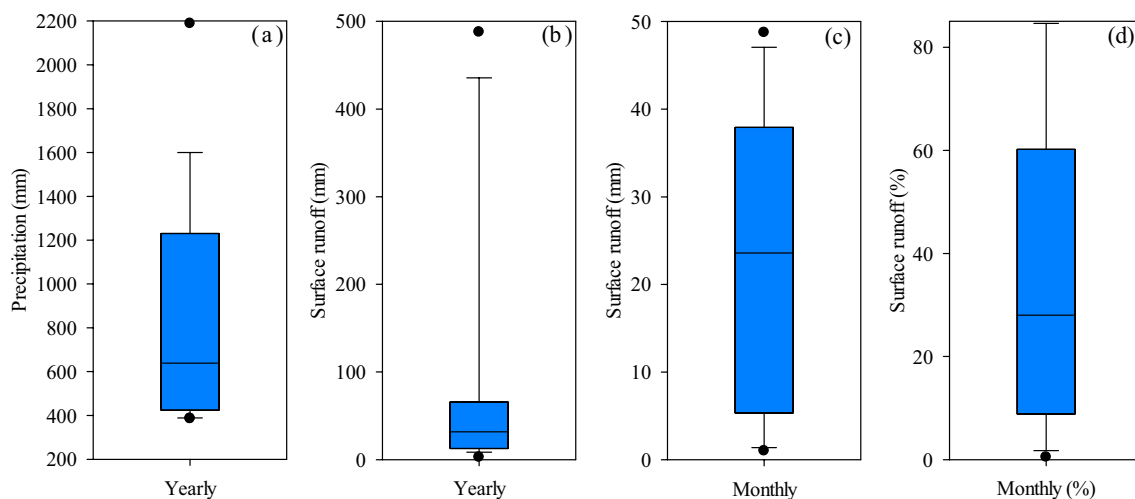 (a)
Precipitation (mm)
2200
2000
1800
1600
1400
1200
1000
800
600
400
200
Yearly
(b)
Surface runoff (mm)
500
400
300
200
100
0
Yearly
(c)
Surface runoff (mm)
50
40
30
20
10
0
Monthly
(d)
Surface runoff (%)
80
60
40
20
0
Monthly (%)